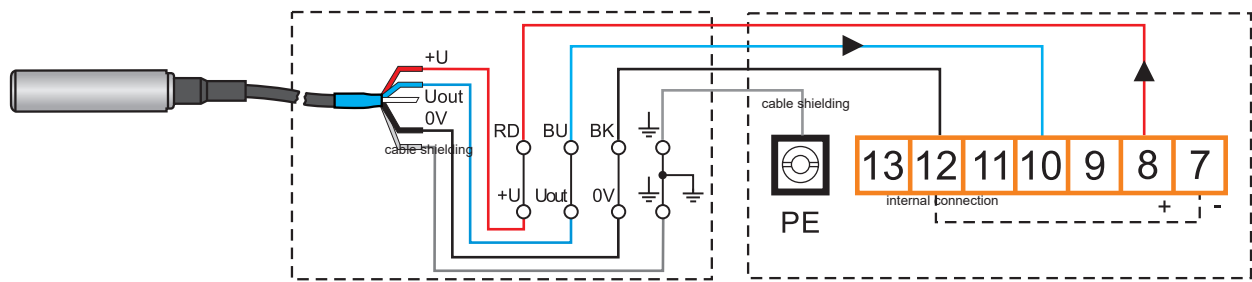 +U
Uout
0V
cable shielding
RD BU BK
+U Uout 0V
cable shielding
PE
13 12 11 10 9 8 7
internal connection
+ -